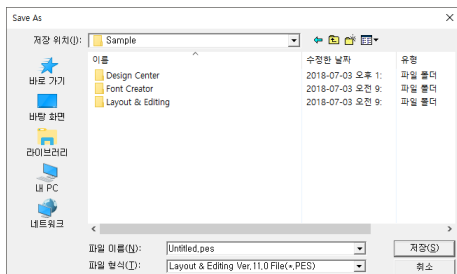 Save As
저장 위치(I):
Sample
이름
수정한 날짜
유형
Design Center
2018-07-03 오후 1:
파일 폴더
Font Creator
2018-07-03 오전 9:
파일 폴더
Layout & Editing
2018-07-03 오전 9:
파일 폴더
바로 가기
바탕 화면
라이브러리
내 PC
네트워크
파일 이름(N):
Untitled.pes
저장(S)
파일 형식(T):
Layout & Editing Ver.11.0 File(*.PES)
취소